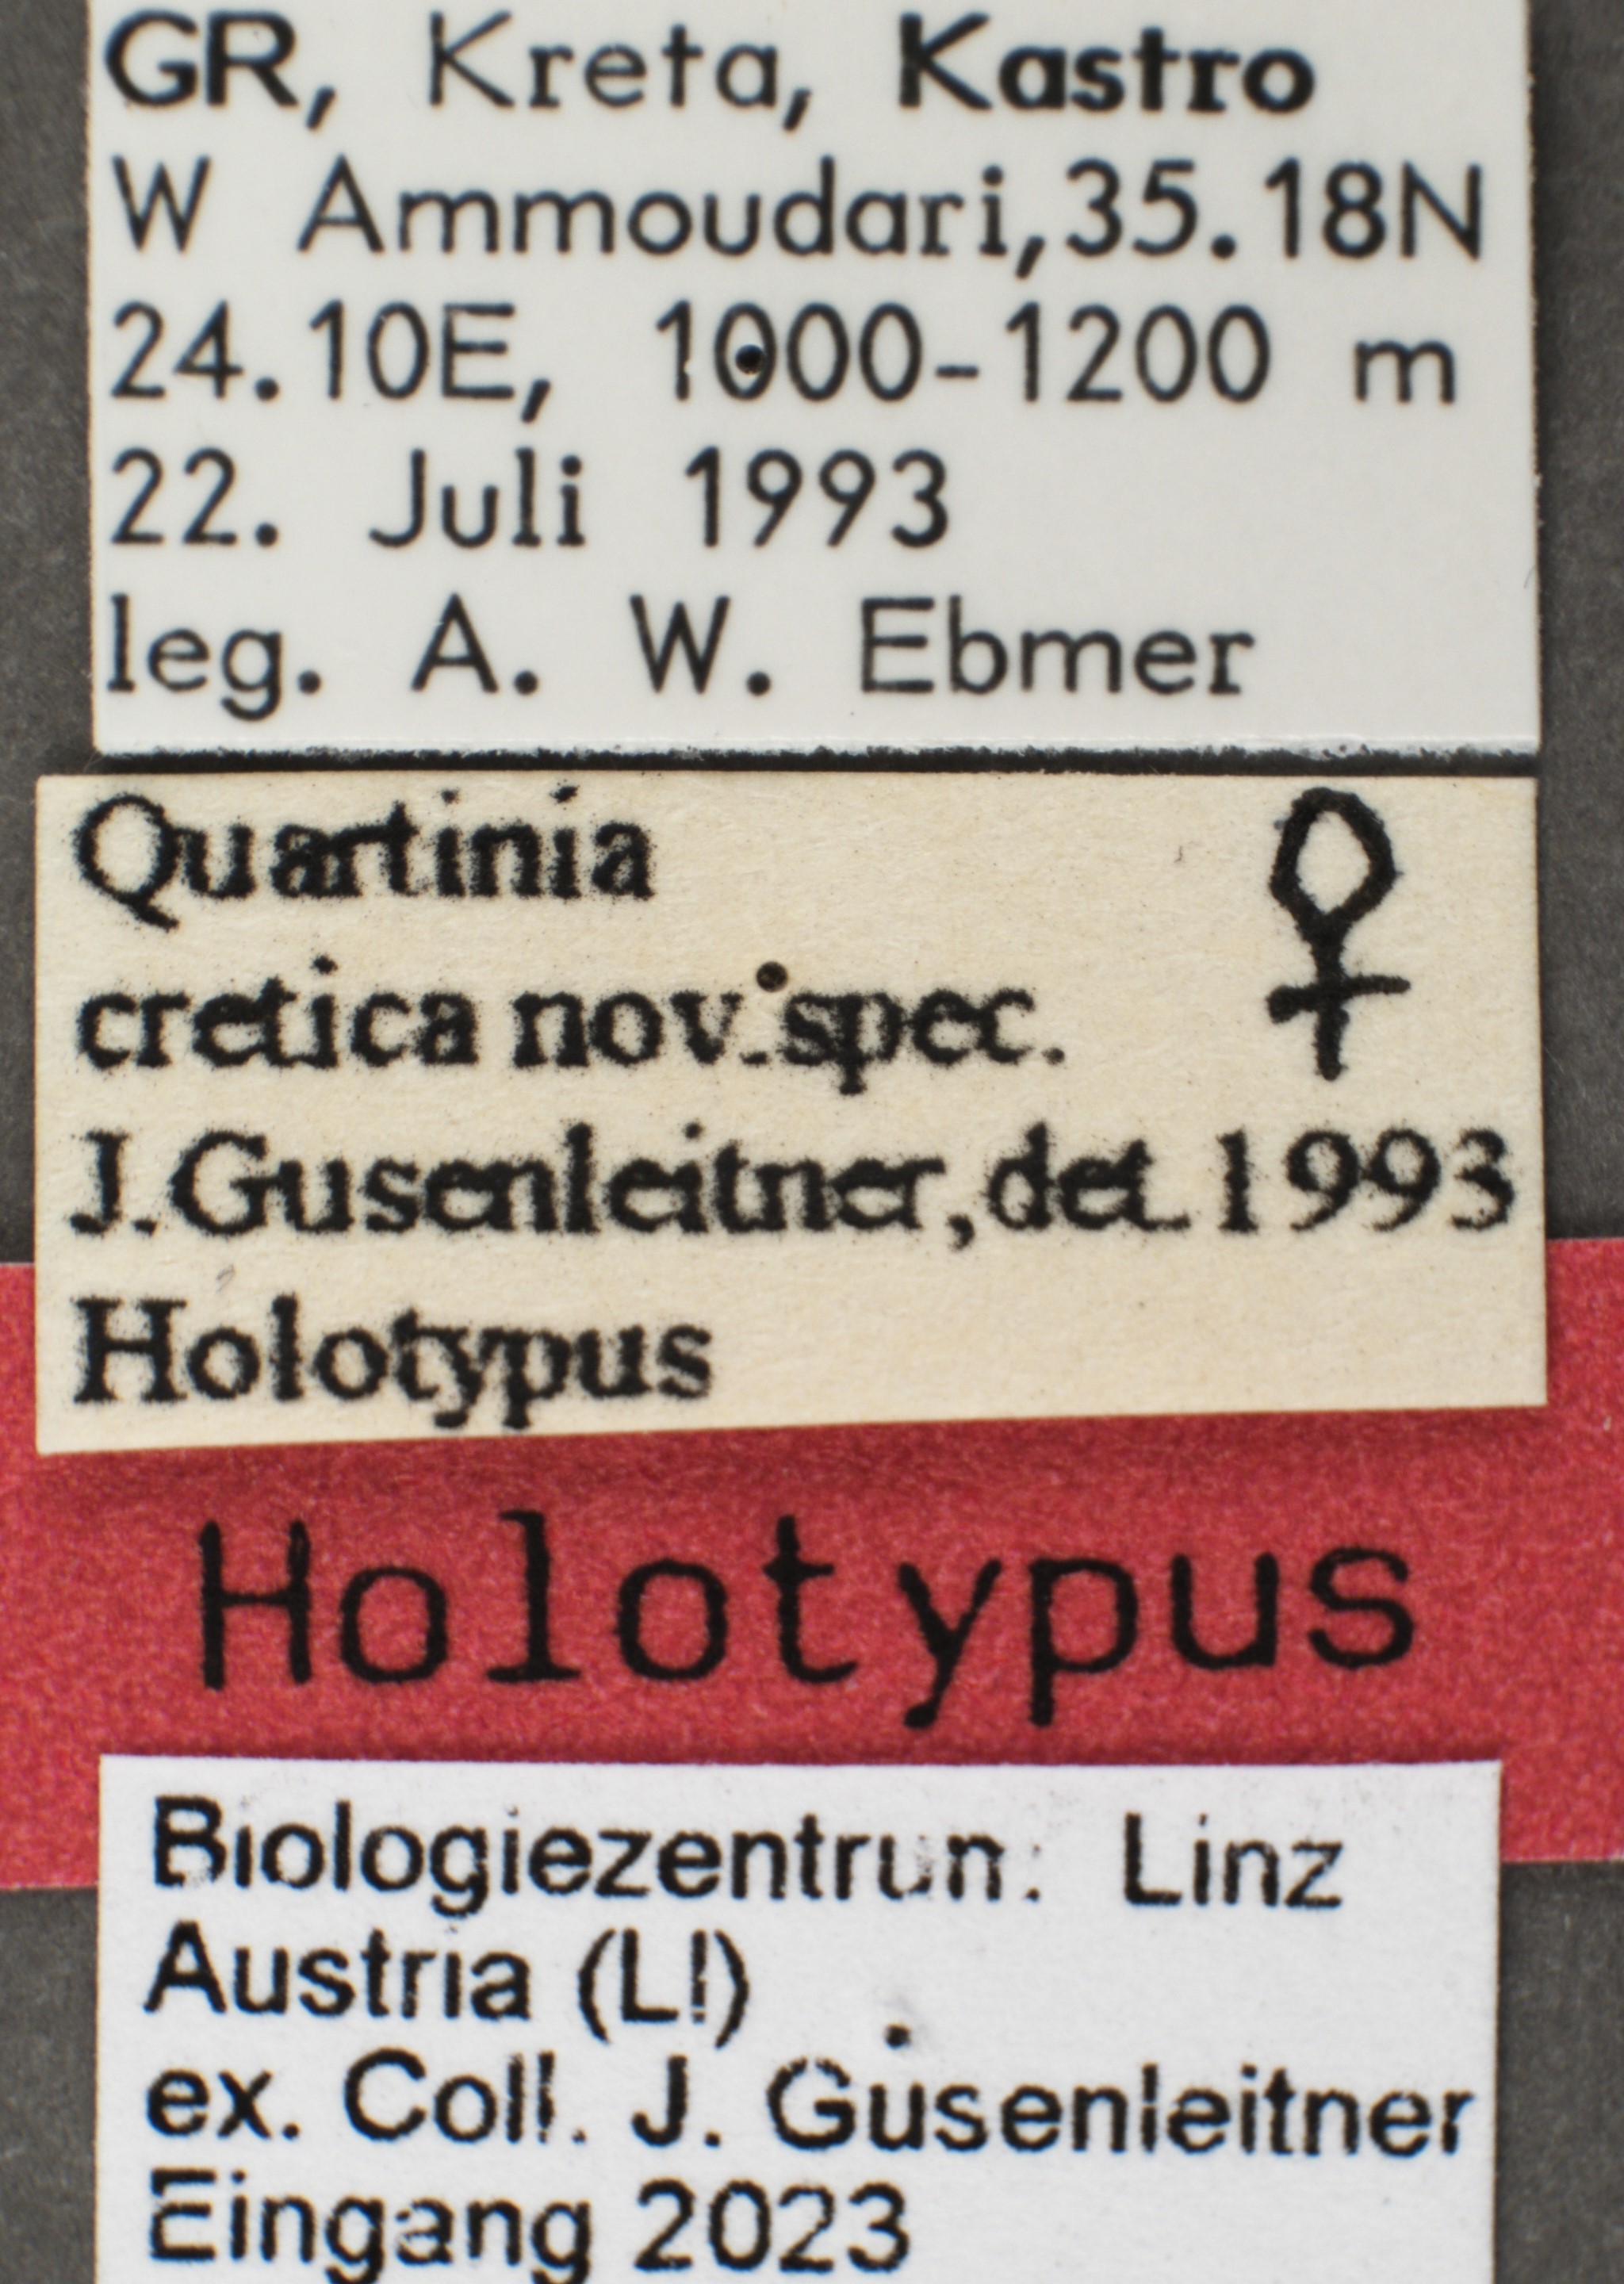 GR, Kreta, Kastro
W Ammoudari,35.18N
24.10E, 1000-1200 m
22. Juli 1993
leg. A. W. Ebmer
Quartinia ♀
cretica nov.spec.
J.Gusenleitner,det.1993
Holotypus
Holotypus
Biologiezentrum Linz
Austria (LI)
ex. Coll. J. Gusenleitner
Eingang 2023